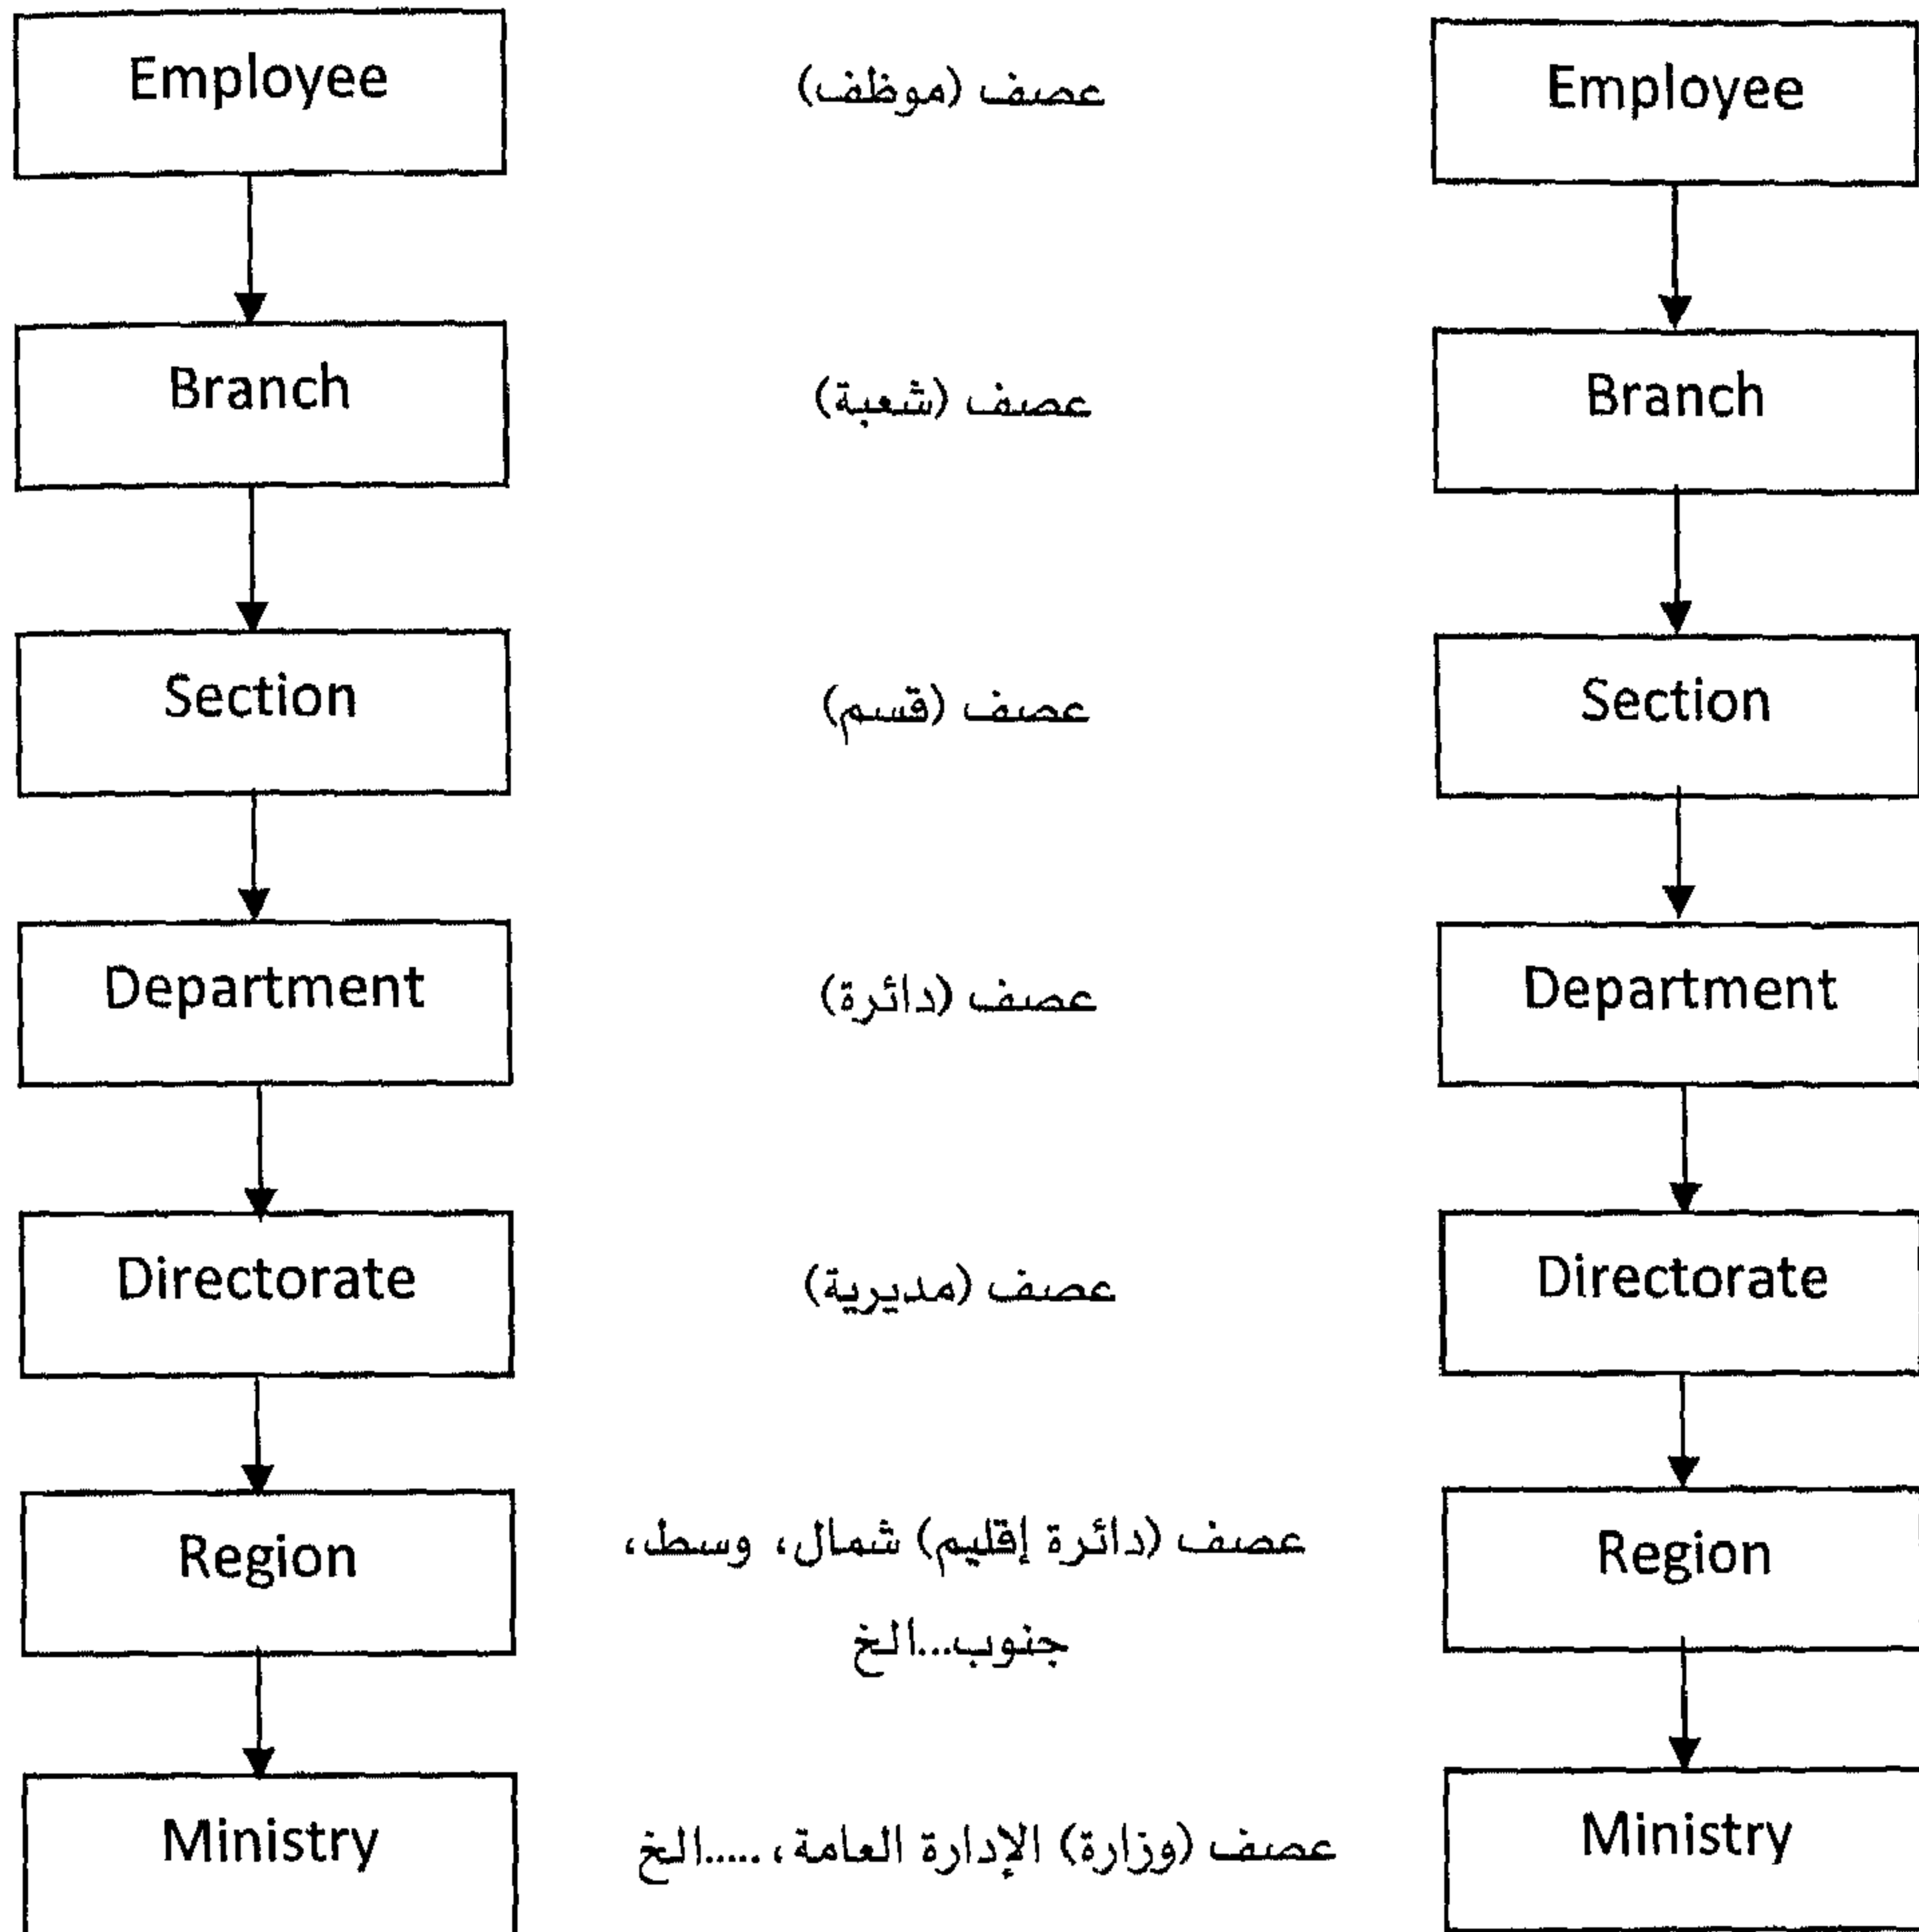 Employee عصف (موظف) Employee
Branch عصف (شعبة) Branch
Section عصف (قسم) Section
Department عصف (دائرة) Department
Directorate عصف (مديرية) Directorate
Region عصف (دائرة إقليم) شمال، وسط، Region
جنوب...الخ
Ministry عصف (وزارة) الإدارة العامة، .....الخ Ministry